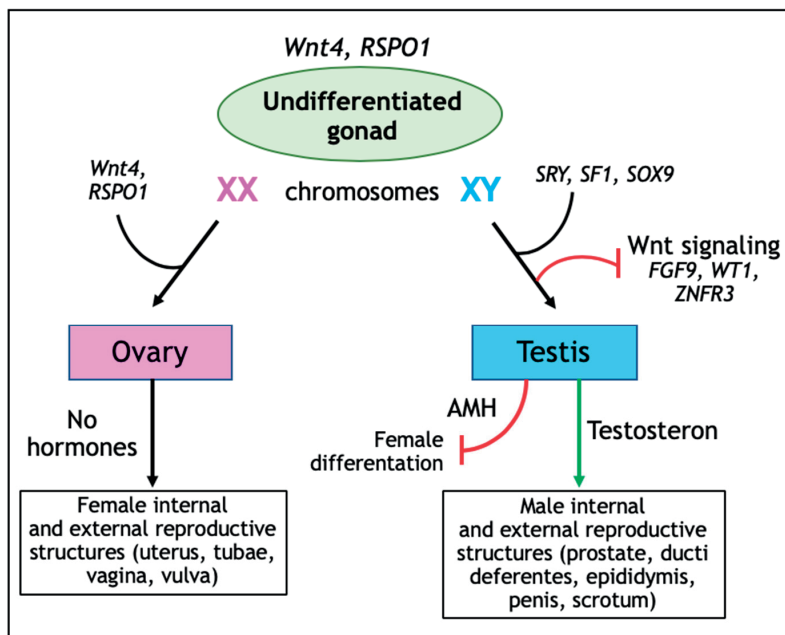 Wnt4, RSPO1
Undifferentiated
gonad
Wnt4,
RSPO1
XX chromosomes XY
SRY, SF1, SOX9
Wnt signaling
FGF9, WT1,
ZNFR3
Ovary
Testis
No
hormones
AMH
Female
differentation
Testosteron
Female internal
and external reproductive
structures (uterus, tubae,
vagina, vulva)
Male internal
and external reproductive
structures (prostate, ducti
deferentes, epididymis,
penis, scrotum)